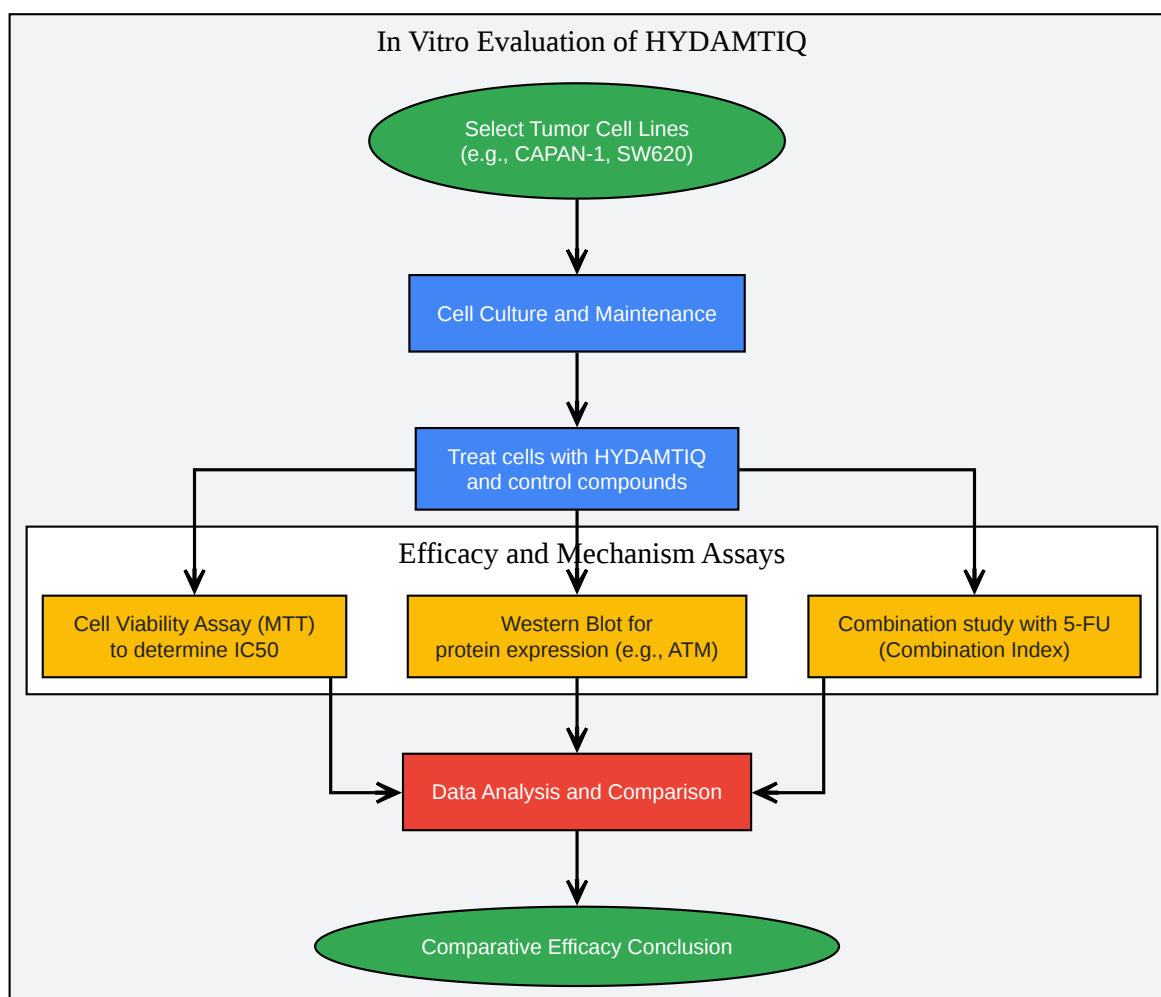 In Vitro Evaluation of HYDAMTIQ
Select Tumor Cell Lines
(e.g., CAPAN-1, SW620)
Cell Culture and Maintenance
Treat cells with HYDAMTIQ
and control compounds
Efficacy and Mechanism Assays
Cell Viability Assay (MTT)
to determine IC50
Western Blot for
protein expression (e.g., ATM)
Combination study with 5-FU
(Combination Index)
Data Analysis and Comparison
Comparative Efficacy Conclusion